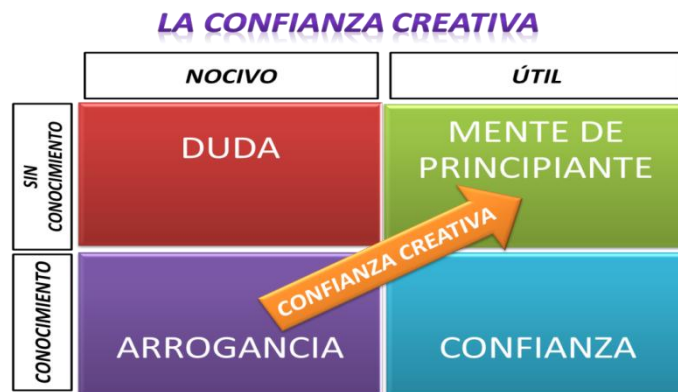 LA CONFIANZA CREATIVA
NOCIVO
ÚTIL
SIN
CONOCIMIENTO
DUDA
MENTE DE
PRINCIPIANTE
CONFIANZA CREATIVA
CONOCIMIENTO
ARROGANCIA
CONFIANZA